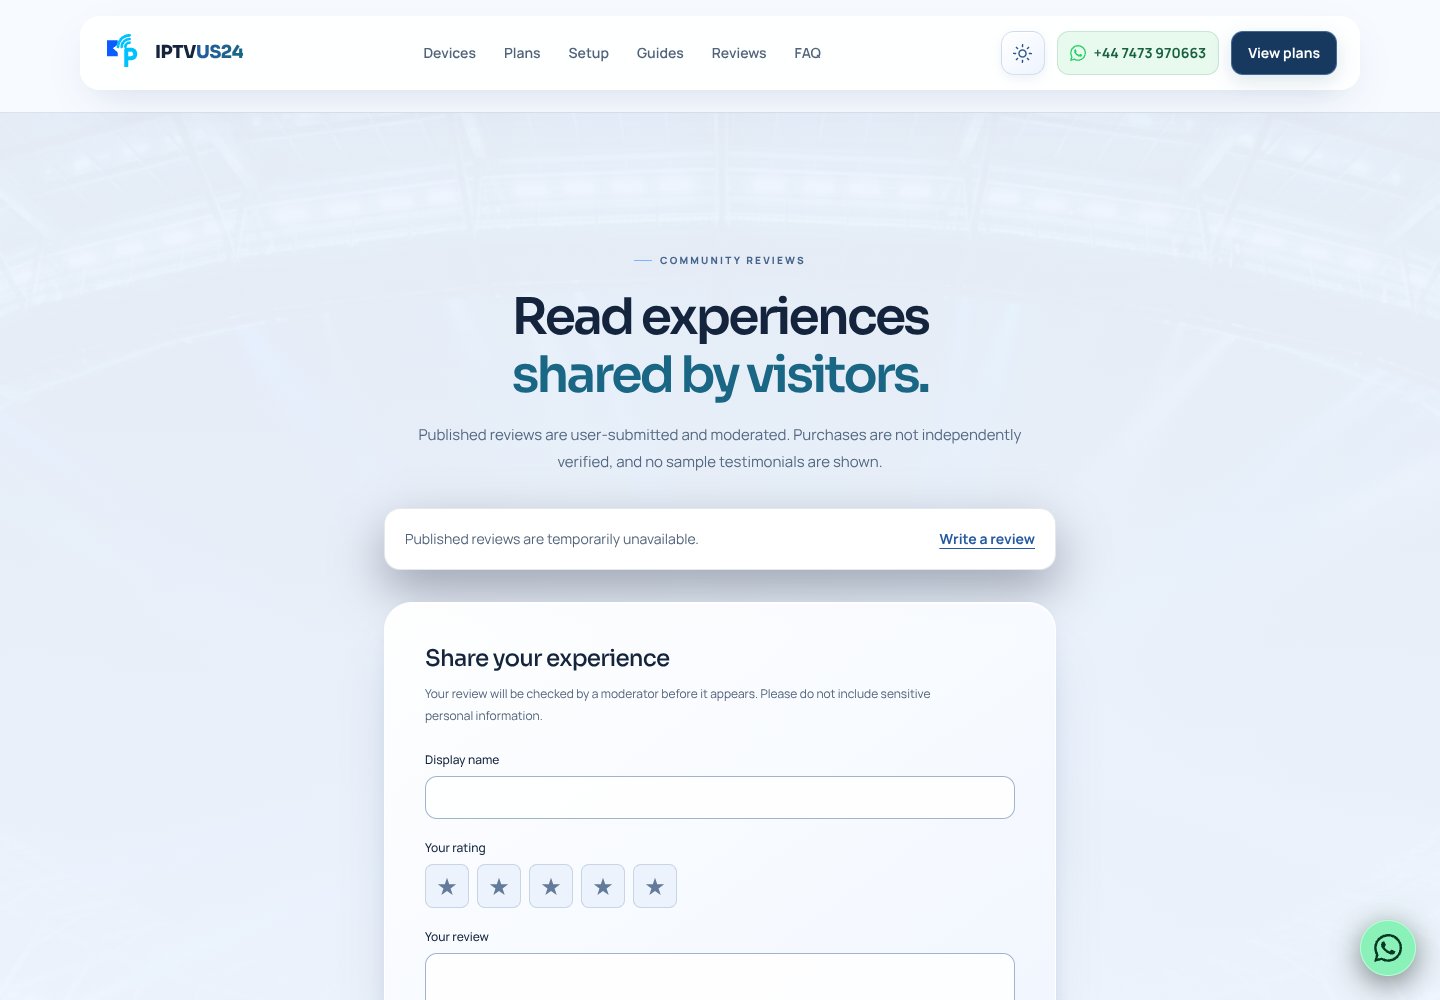 IPTVUS24
Devices
Plans
Setup
Guides
Reviews
FAQ
+44 7473 970663
View plans
COMMUNITY REVIEWS
Read experiences
shared by visitors.
Published reviews are user-submitted and moderated. Purchases are not independently
verified, and no sample testimonials are shown.
Published reviews are temporarily unavailable.
Write a review
Share your experience
Your review will be checked by a moderator before it appears. Please do not include sensitive
personal information.
Display name
Your rating
Your review